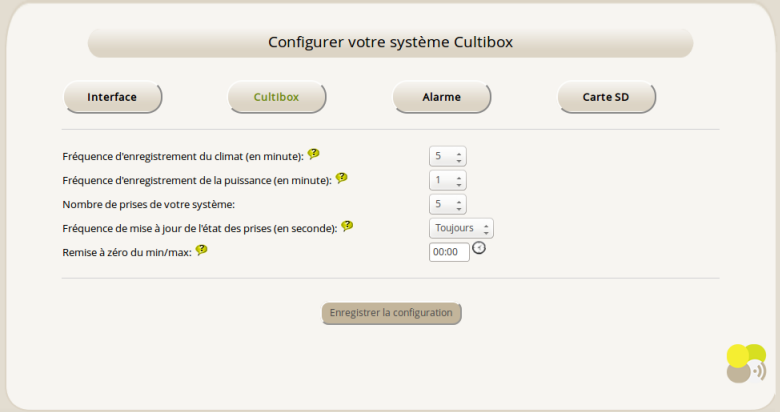 Configurer votre système Cultibox
Interface CultIbox Alarme Carte SD
Fréquence d'enregistrement du climat (en minute): ? 5
Fréquence d'enregistrement de la puissance (en minute): ? 1
Nombre de prises de votre système: 5
Fréquence de mise à jour de l'état des prises (en seconde): ? Toujours
Remise à zéro du min/max: ? 00:00
Enregistrer la configuration